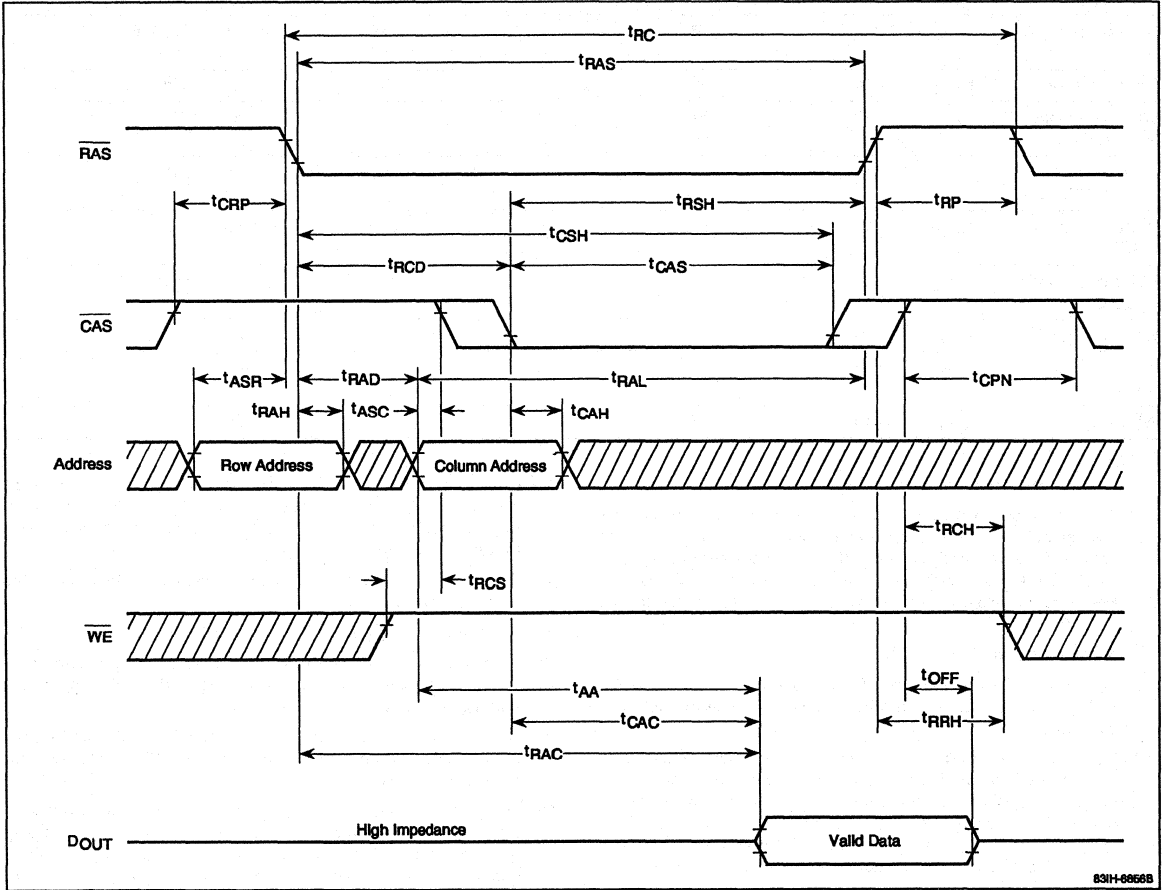 tRC
tRAS
RAS
tCRP
tRSH
tRP
tCSH
tRCD
tCAS
CAS
tASR
tRAD
tRAL
tCPN
tRAH
tASC
tCAH
Address
Row Address
Column Address
tRCH
tRCS
WE
tOFF
tAA
tCAC
tRRH
tRAC
High Impedance
DOUT
Valid Data
83IH-6656B